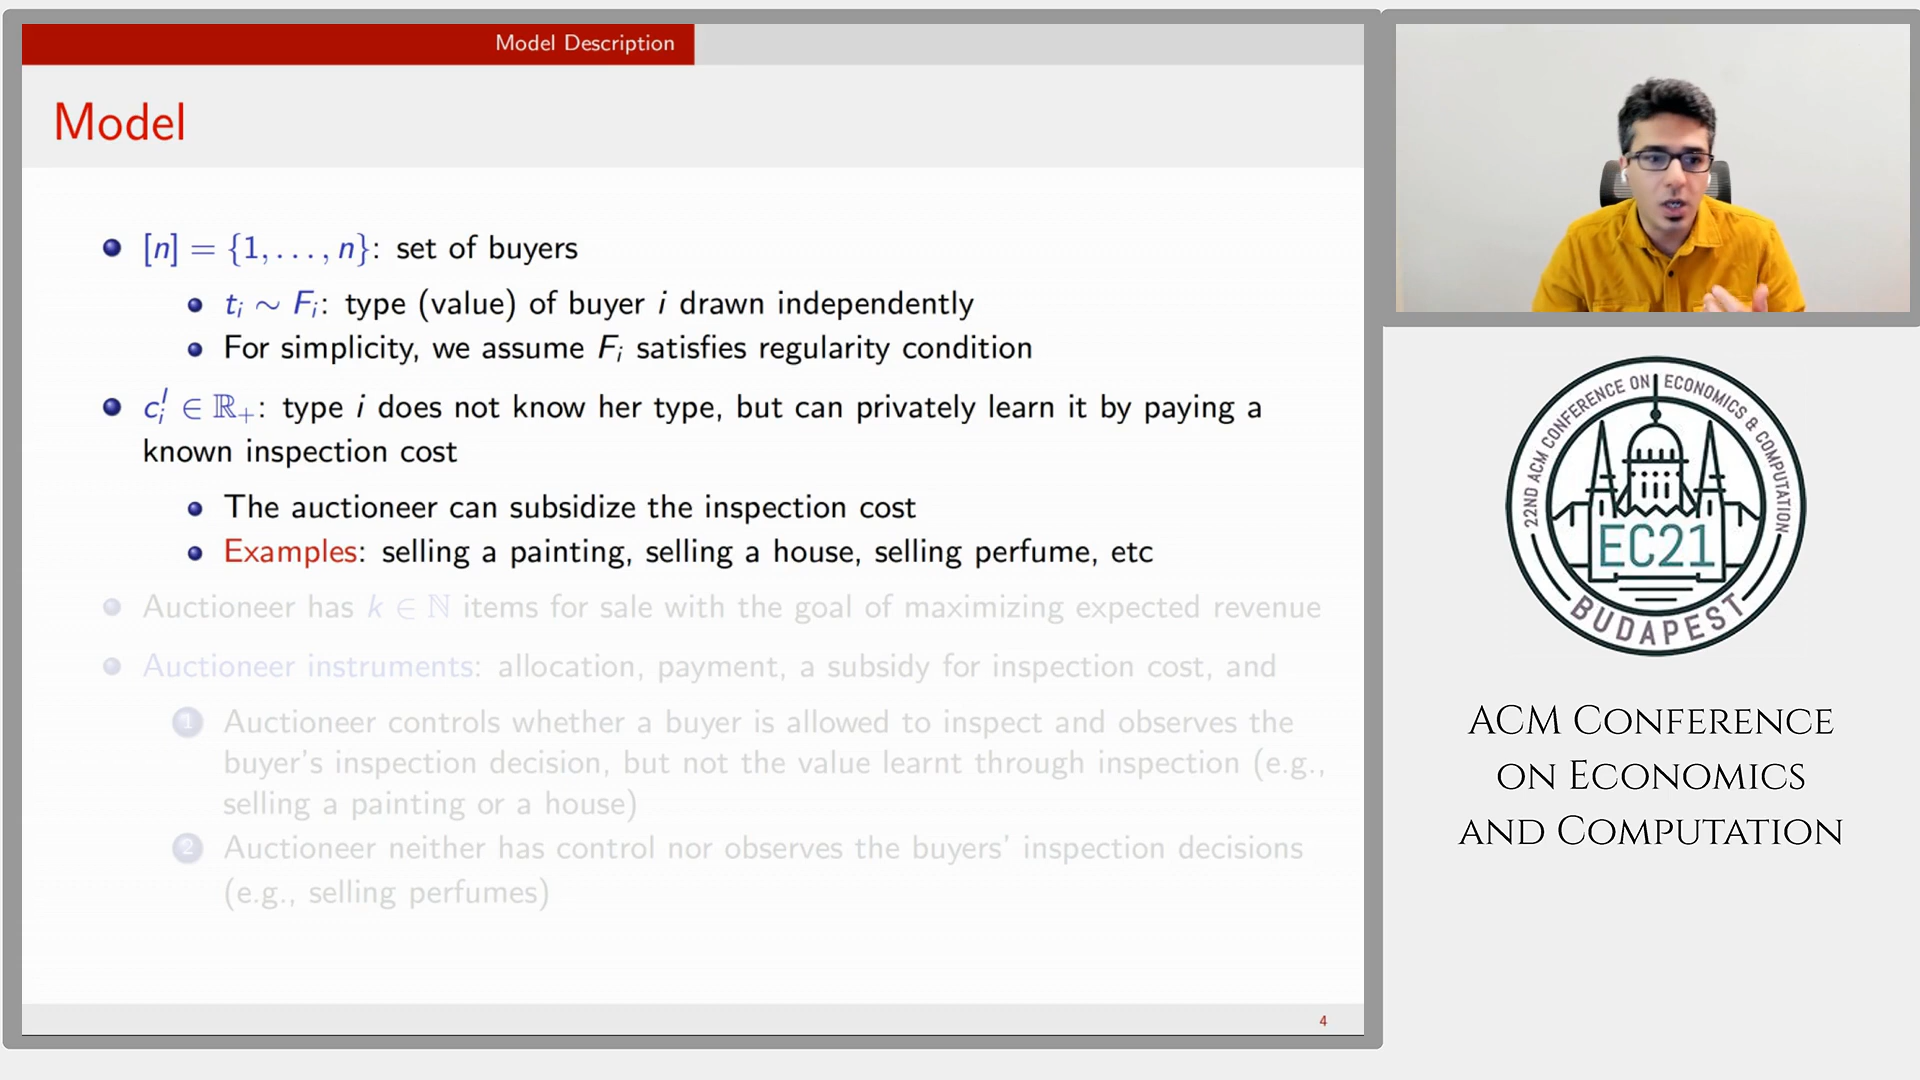 Model Description
Model
[n] = {1, . . . , n}: set of buyers
tᵢ ∼ Fᵢ: type (value) of buyer i drawn independently
For simplicity, we assume Fᵢ satisfies regularity condition
cᵢᴵ ∈ ℝ₊: type i does not know her type, but can privately learn it by paying a
known inspection cost
The auctioneer can subsidize the inspection cost
Examples: selling a painting, selling a house, selling perfume, etc
Auctioneer has k ∈ ℕ items for sale with the goal of maximizing expected revenue
Auctioneer instruments: allocation, payment, a subsidy for inspection cost, and
1 Auctioneer controls whether a buyer is allowed to inspect and observes the
buyer's inspection decision, but not the value learnt through inspection (e.g.,
selling a painting or a house)
2 Auctioneer neither has control nor observes the buyers' inspection decisions
(e.g., selling perfumes)
4
22ND ACM CONFERENCE ON ECONOMICS & COMPUTATION
EC21
BUDAPEST
ACM Conference
on Economics
and Computation